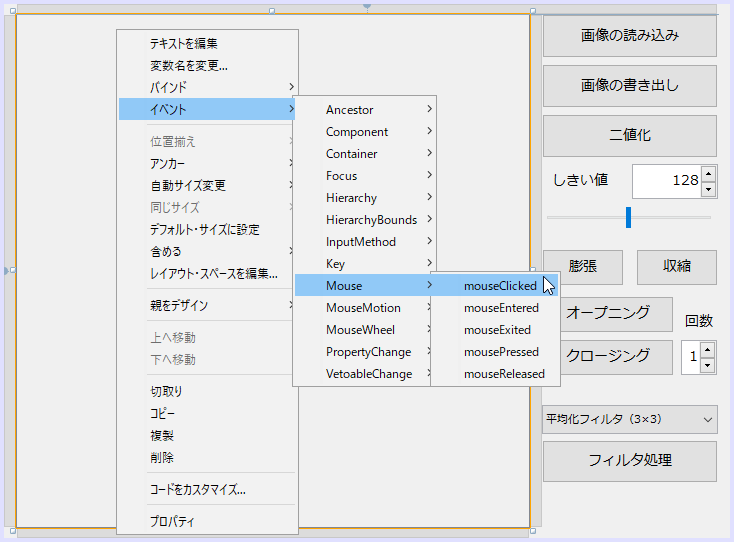 テキストを編集
変数名を変更...
バインド
イベント
位置揃え
アンカー
自動サイズ変更
同じサイズ
デフォルト・サイズに設定
含める
レイアウト・スペースを編集...
親をデザイン
上へ移動
下へ移動
切取り
コピー
複製
削除
コードをカスタマイズ...
プロパティ
Ancestor
Component
Container
Focus
Hierarchy
HierarchyBounds
InputMethod
Key
Mouse
MouseMotion
MouseWheel
PropertyChange
VetoableChange
mouseClicked
mouseEntered
mouseExited
mousePressed
mouseReleased
画像の読み込み
画像の書き出し
二値化
しきい値 128
膨張 収縮
オープニング
回数
クロージング 1
平均化フィルタ（3×3）
フィルタ処理